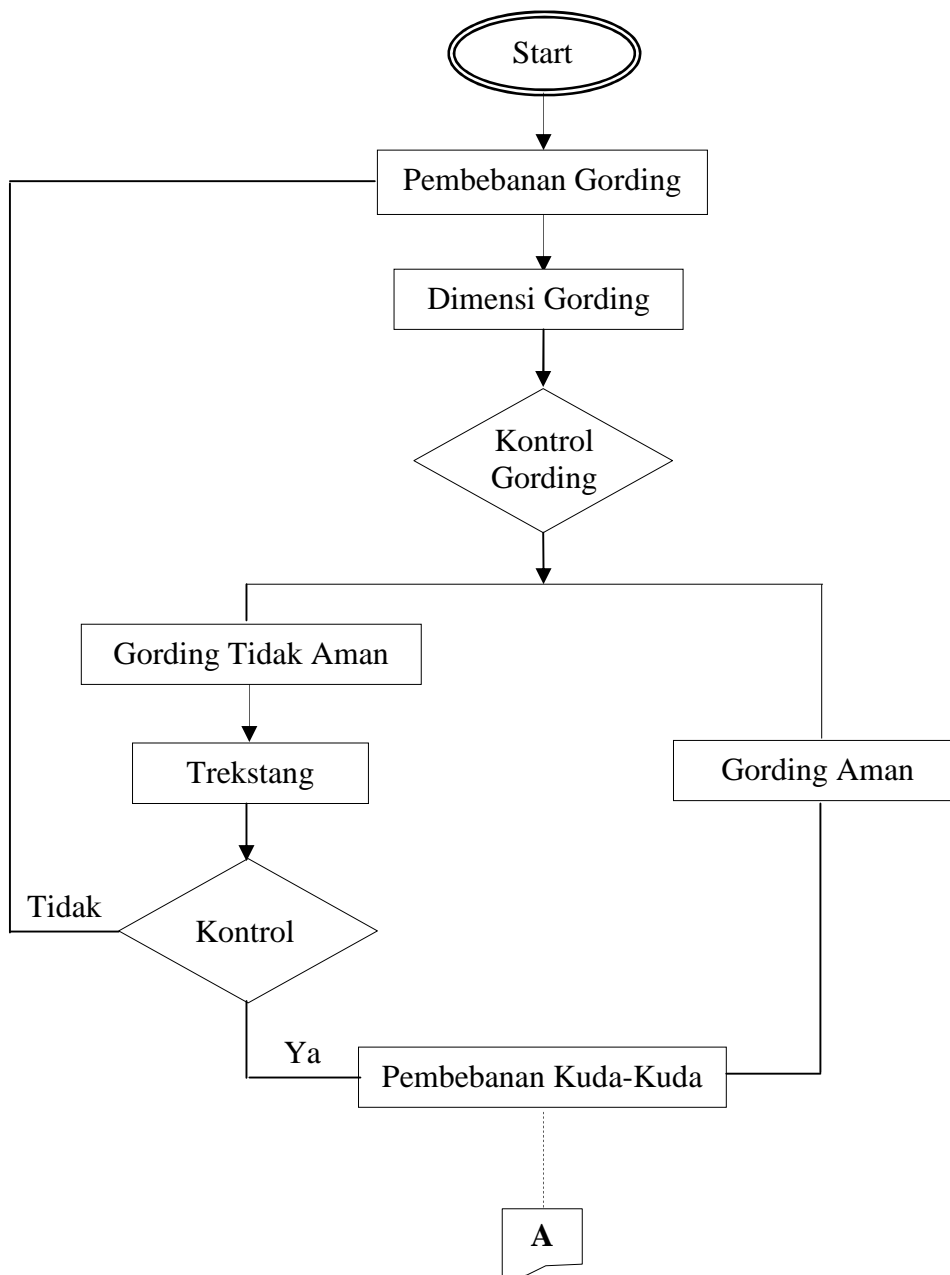 Start
Pembebanan Gording
Dimensi Gording
Kontrol
Gording
Gording Tidak Aman
Trekstang
Gording Aman
Tidak
Kontrol
Ya
Pembebanan Kuda-Kuda
A